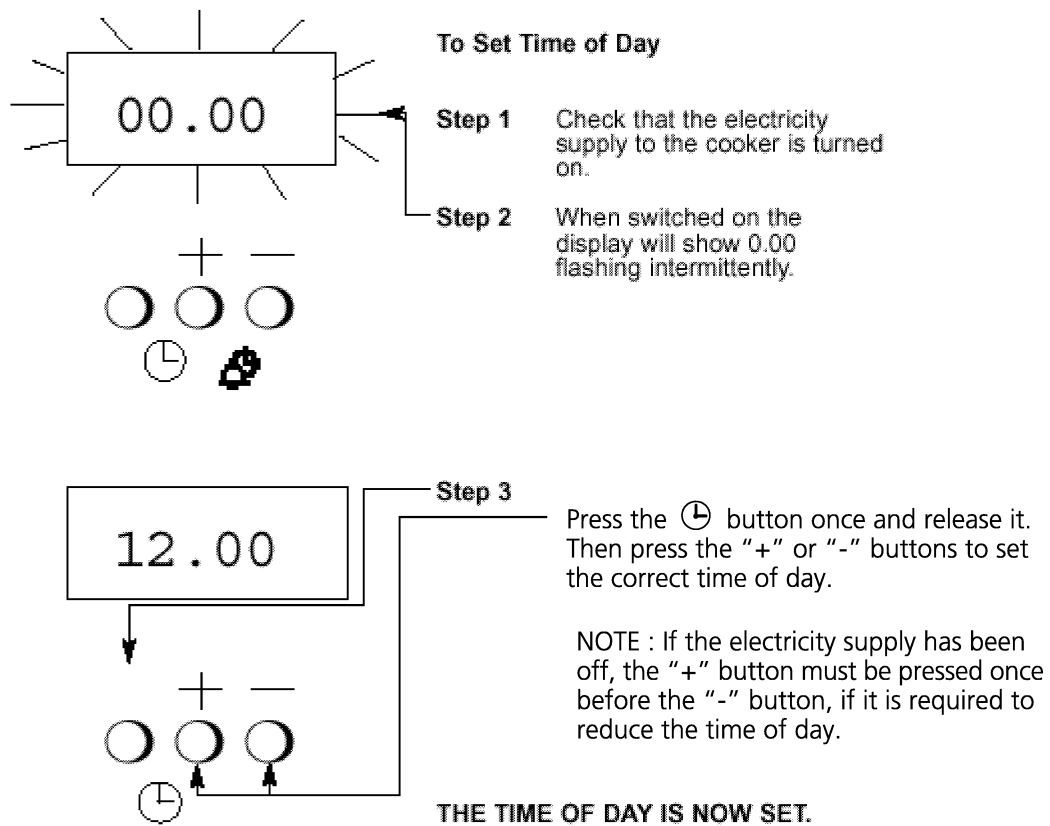 To Set Time of Day
00.00
Step 1
Check that the electricity
supply to the cooker is turned
on.
Step 2
When switched on the
display will show 0.00
flashing intermittently.
+ —
12.00
Step 3
Press the button once and release it.
Then press the “+” or “-” buttons to set
the correct time of day.
NOTE : If the electricity supply has been
off, the “+” button must be pressed once
before the “-” button, if it is required to
reduce the time of day.
+ —
THE TIME OF DAY IS NOW SET.